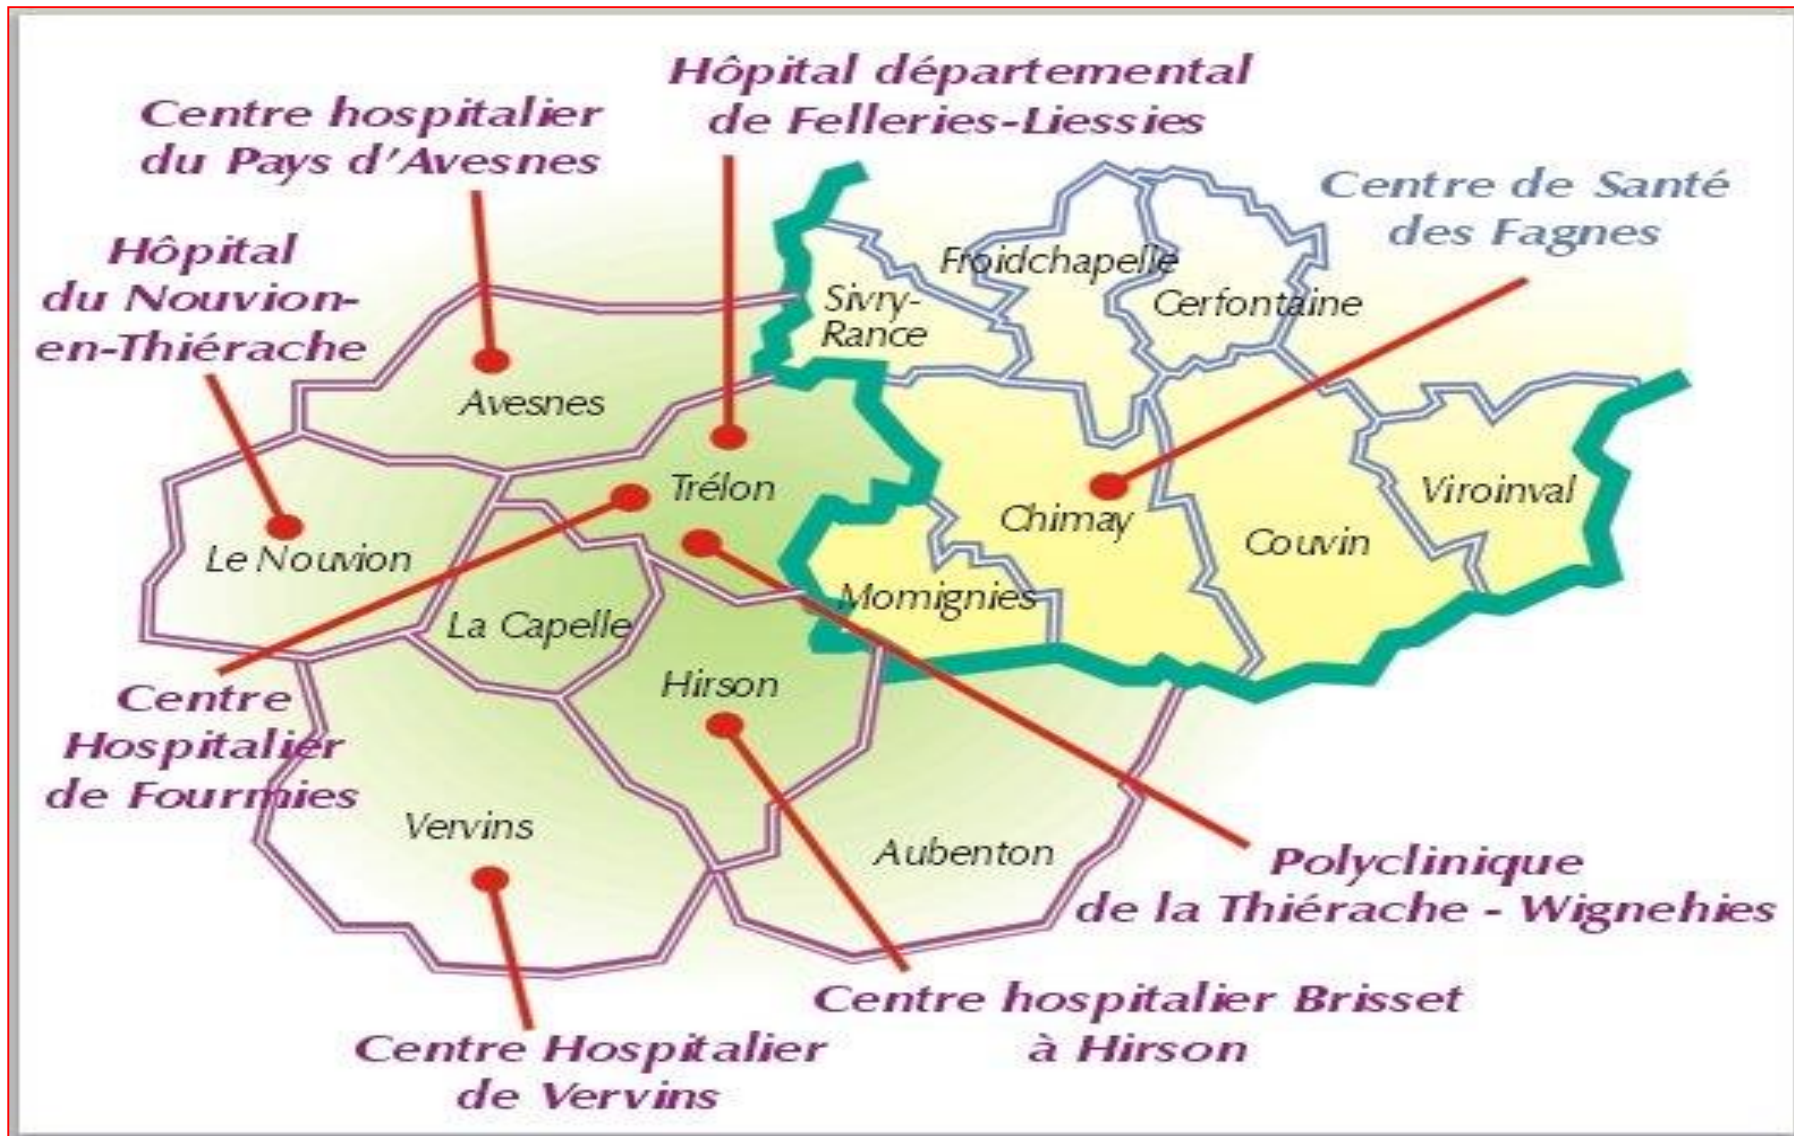 Hôpital départemental
de Felleries-Liessies
Centre hospitalier
du Pays d'Avesnes
Centre de Santé
des Fagnes
Hôpital
du Nouvion-
en-Thiérache
Froidchapelle
Sivry-
Rance
Cerfontaine
Avesnes
Trélon
Chimay
Viroinval
Couvin
Le Nouvion
Momignies
La Capelle
Hirson
Centre
Hospitalier
de Fourmies
Vervins
Aubenton
Polyclinique
de la Thiérache - Wignehies
Centre hospitalier Brisset
à Hirson
Centre Hospitalier
de Vervins